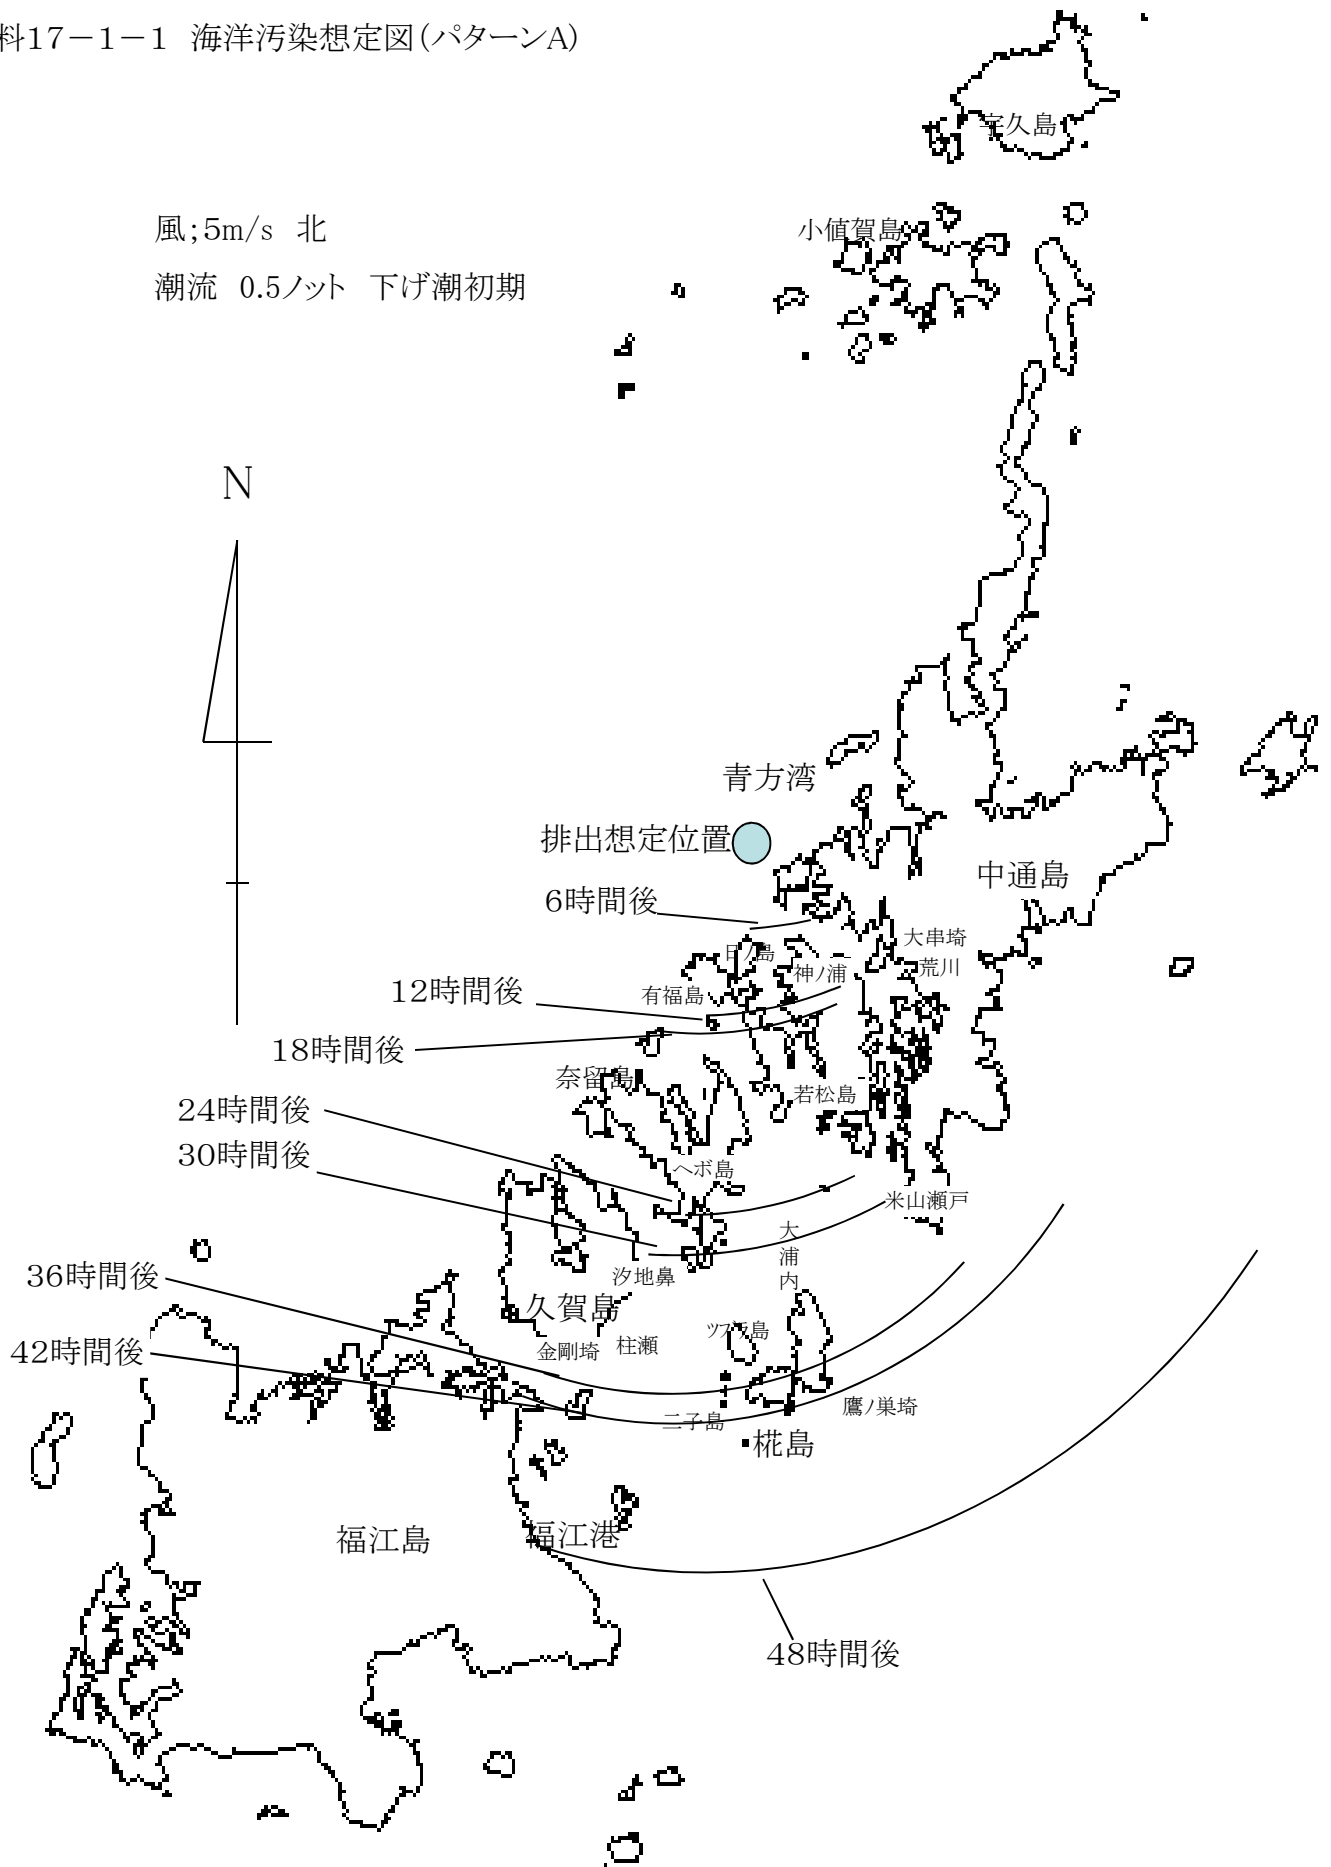 料17－1－1 海洋汚染想定図(パターンA)
宇久島
風;5m/s 北
小値賀島
潮流 0.5ノット 下げ潮初期
N
青方湾
排出想定位置
中通島
6時間後
大串埼
日ノ島
神ノ浦
荒川
12時間後
有福島
18時間後
奈留島
若松島
24時間後
30時間後
ヘボ島
米山瀬戸
大浦内
36時間後
汐地鼻
久賀島
ツブラ島
42時間後
金剛埼
柱瀬
鷹ノ巣埼
二子島
椛島
福江島
福江港
48時間後